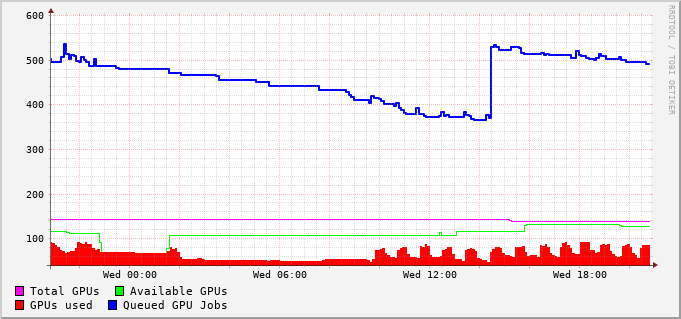 600
500
400
300
200
100
Wed 00:00 Wed 06:00 Wed 12:00 Wed 18:00
Total GPUs Available GPUs
GPUs used Queued GPU Jobs
RRDTOOL / TOBI OETIKER